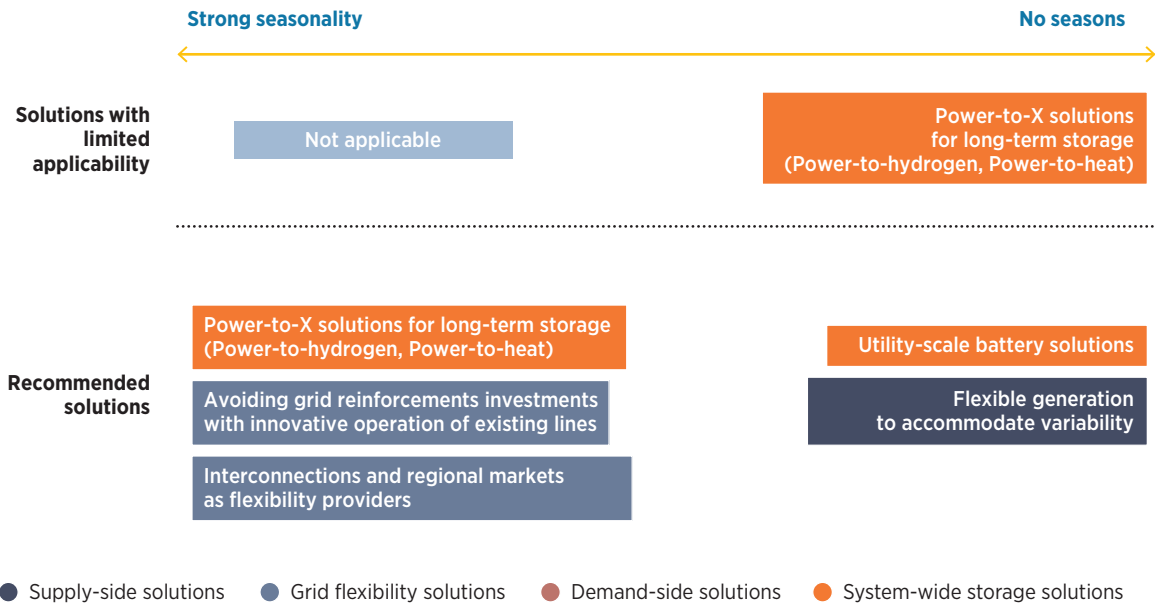 Strong seasonality
No seasons
Solutions with
limited
applicability
Not applicable
Power-to-X solutions
for long-term storage
(Power-to-hydrogen, Power-to-heat)
Recommended
solutions
Power-to-X solutions for long-term storage
(Power-to-hydrogen, Power-to-heat)
Avoiding grid reinforcements investments
with innovative operation of existing lines
Interconnections and regional markets
as flexibility providers
Utility-scale battery solutions
Flexible generation
to accommodate variability
Supply-side solutions
Grid flexibility solutions
Demand-side solutions
System-wide storage solutions